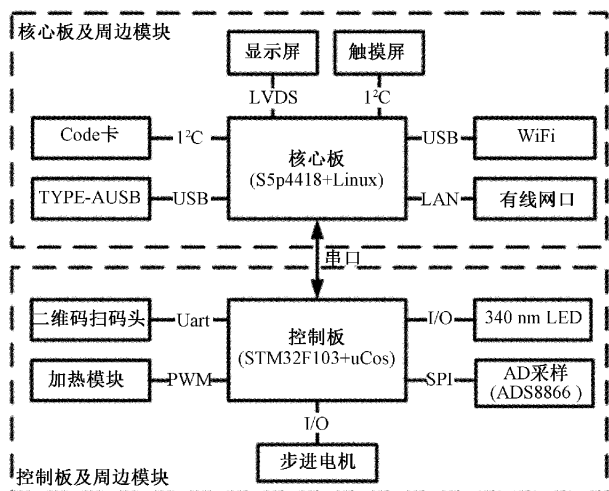 核心板及周边模块
显示屏
触摸屏
LVDS
1²C
Code卡
1²C
核心板
(S5p4418+Linux)
USB
WiFi
TYPE-AUSB
USB
LAN
有线网口
串口
二维码扫码头
Uart
控制板
(STM32F103+uCos)
I/O
340 nm LED
加热模块
PWM
SPI
AD采样
(ADS8866 )
I/O
步进电机
控制板及周边模块